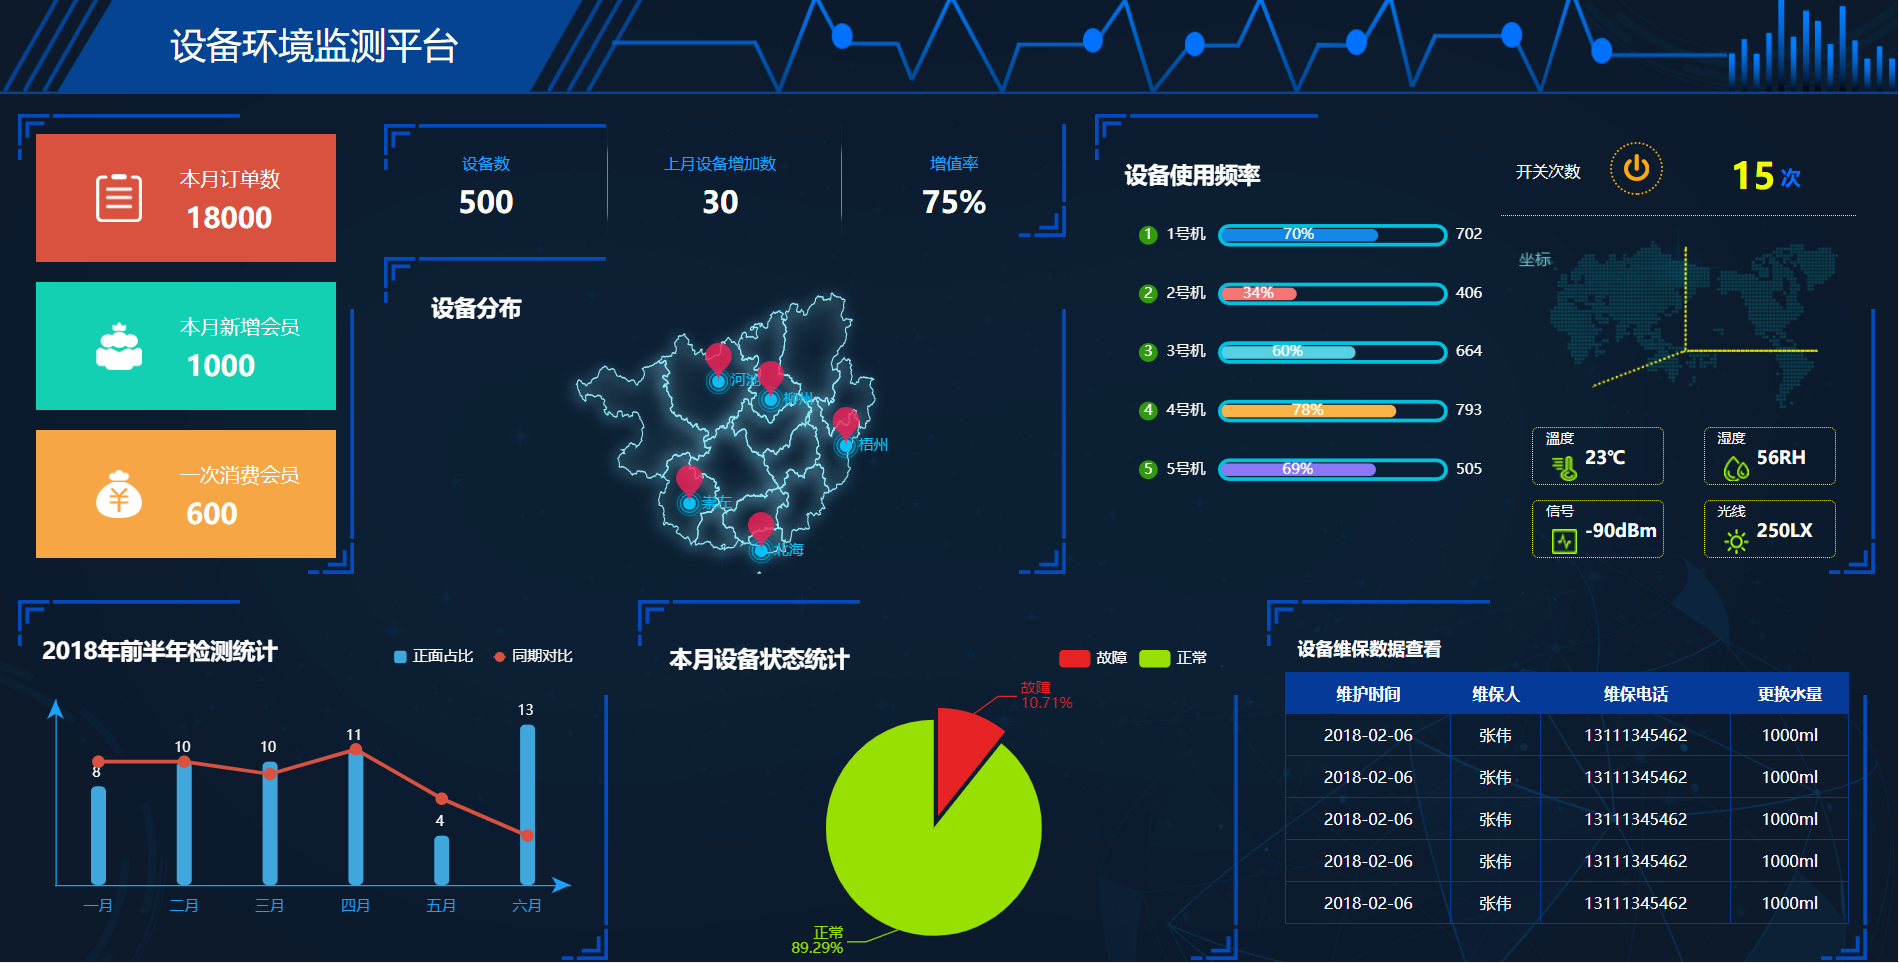 设备环境监测平台
本月订单数
18000
本月新增会员
1000
一次消费会员
600
设备数
500
上月设备增加数
30
增值率
75%
设备分布
河池
柳州
梧州
崇左
北海
设备使用频率
1 1号机 70% 702
2 2号机 34% 406
3 3号机 60% 664
4 4号机 78% 793
5 5号机 69% 505
开关次数 15 次
坐标
温度
23℃
湿度
56RH
信号
-90dBm
光线
250LX
2018年前半年检测统计
正面占比 同期对比
8 10 10 11 4 13
一月 二月 三月 四月 五月 六月
本月设备状态统计
故障 正常
故障
10.71%
正常
89.29%
设备维保数据查看
维护时间 维保人 维保电话 更换水量
2018-02-06 张伟 13111345462 1000ml
2018-02-06 张伟 13111345462 1000ml
2018-02-06 张伟 13111345462 1000ml
2018-02-06 张伟 13111345462 1000ml
2018-02-06 张伟 13111345462 1000ml